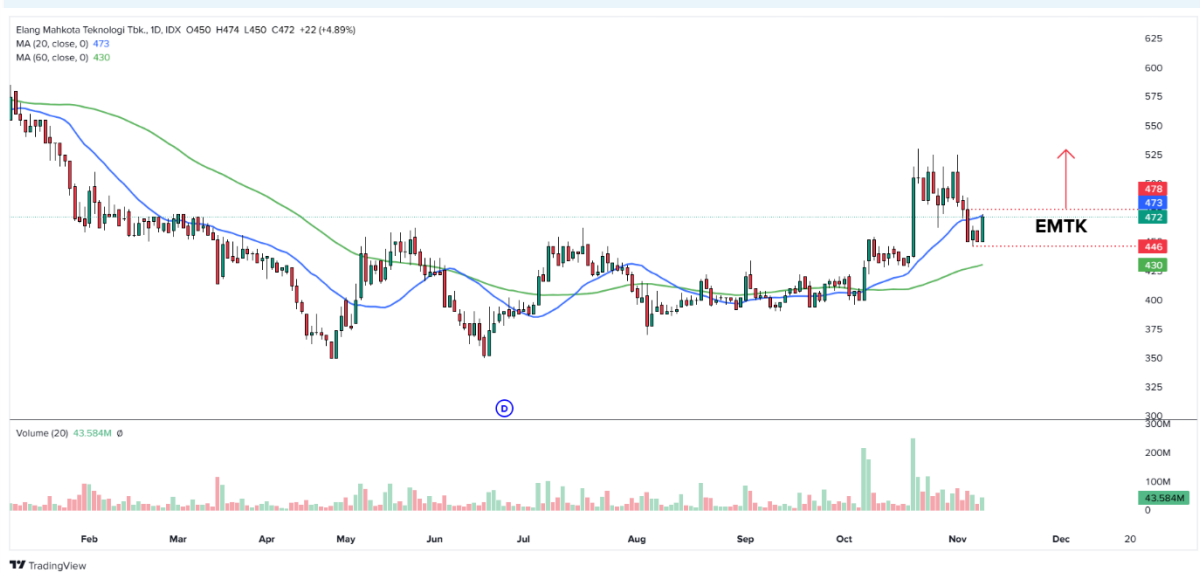 Elang Mahkota Teknologi Tbk., 1D, IDX O450 H474 L450 C472 +22 (+4.89%)
MA (20, close, 0) 473
MA (60, close, 0) 430
625
600
575
550
525
478
473
472
446
430
400
375
350
325
300
EMTK
D
Volume (20) 43.584M ø
300M
200M
100M
43.584M
0
Feb Mar Apr May Jun Jul Aug Sep Oct Nov Dec 20
TradingView